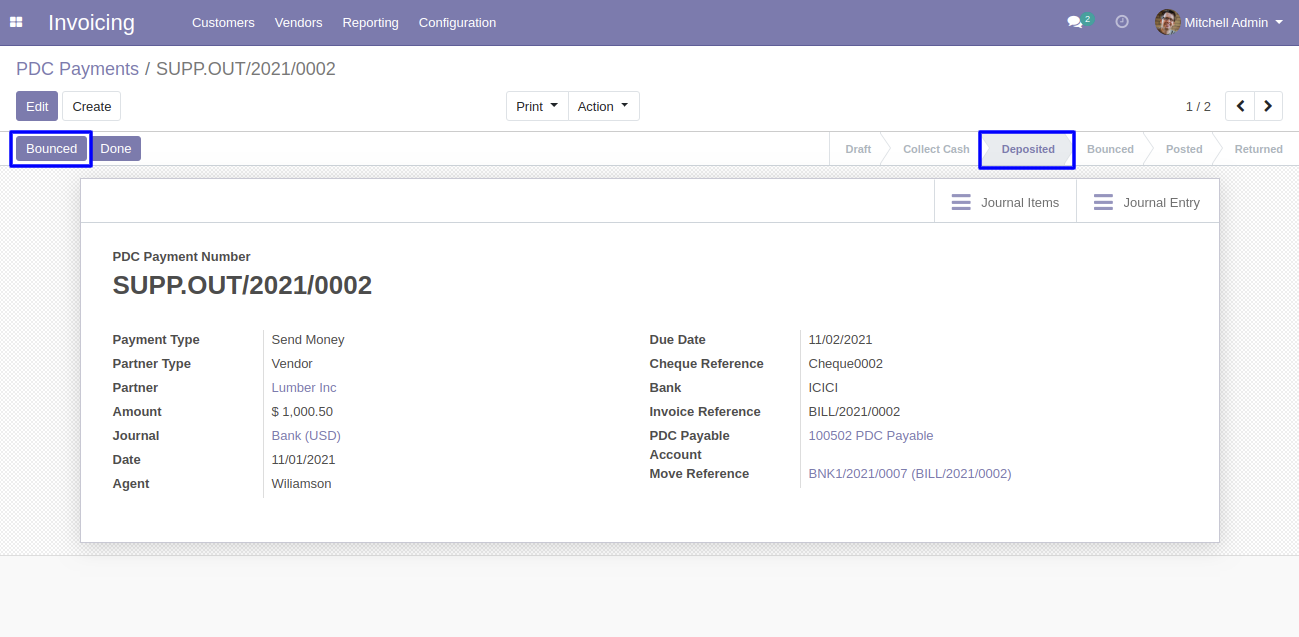 Invoicing Customers Vendors Reporting Configuration 2 Mitchell Admin
PDC Payments / SUPP.OUT/2021/0002
Edit Create Print Action 1 / 2
Bounced Done Draft Collect Cash Deposited Bounced Posted Returned
Journal Items Journal Entry
PDC Payment Number
SUPP.OUT/2021/0002
Payment Type Send Money Due Date 11/02/2021
Partner Type Vendor Cheque Reference Cheque0002
Partner Lumber Inc Bank ICICI
Amount $ 1,000.50 Invoice Reference BILL/2021/0002
Journal Bank (USD) PDC Payable 100502 PDC Payable
Account
Date 11/01/2021
Move Reference BNK1/2021/0007 (BILL/2021/0002)
Agent Wiliamson